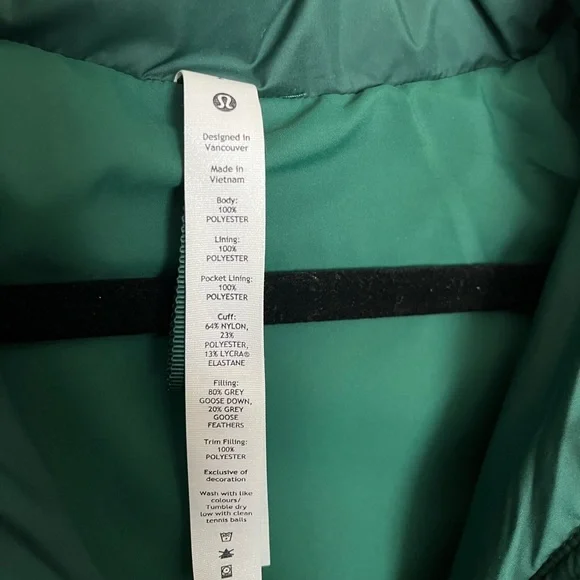 Designed in
Vancouver
Made in
Vietnam
Body:
100%
POLYESTER
Lining:
100%
POLYESTER
Pocket Lining:
100%
POLYESTER
Cuff:
64% NYLON,
23%
POLYESTER,
13% LYCRA®
ELASTANE
Filling:
80% GREY
GOOSE DOWN,
20% GREY
GOOSE
FEATHERS
Trim Filling:
100%
POLYESTER
Exclusive of
decoration
Wash with like
colours/
Tumble dry
low with clean
tennis balls